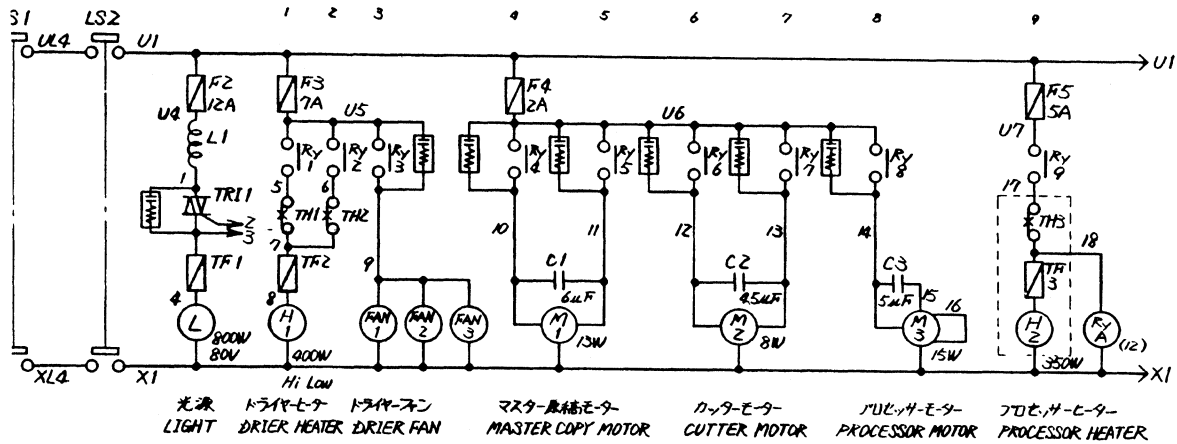 1 2 3 4 5 6 7 8 9
S1 LS2
UL4 U1 U1
F2
12A
F3
7A
F4
2A
F5
5A
U4 U5 U6 U7
L1
Ry
1
Ry
2
Ry
3
Ry
4
Ry
5
Ry
6
Ry
7
Ry
8
Ry
9
1 5 6 17
TRI1 TH1 TH2 TH3
2
3
7 9 10 11 12 13 14 18
TF1 TF2 TF
3
C1
6μF
C2
4.5μF
C3
5μF
15 16
4 8
L
800W
80V
H
1
400W
FAN
1
FAN
2
FAN
3
M
1
13W
M
2
8W
M
3
15W
H
2
350W
Ry
A
(12)
XL4 X1 X1
Hi Low
光源 ドライヤーヒーター ドライヤーファン マスター原稿モーター カッターモーター プロセッサーモーター プロセッサーヒーター
LIGHT DRIER HEATER DRIER FAN MASTER COPY MOTOR CUTTER MOTOR PROCESSOR MOTOR PROCESSOR HEATER